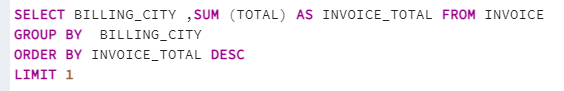 SELECT BILLING_CITY ,SUM (TOTAL) AS INVOICE_TOTAL FROM INVOICE
GROUP BY  BILLING_CITY
ORDER BY INVOICE_TOTAL DESC
LIMIT 1